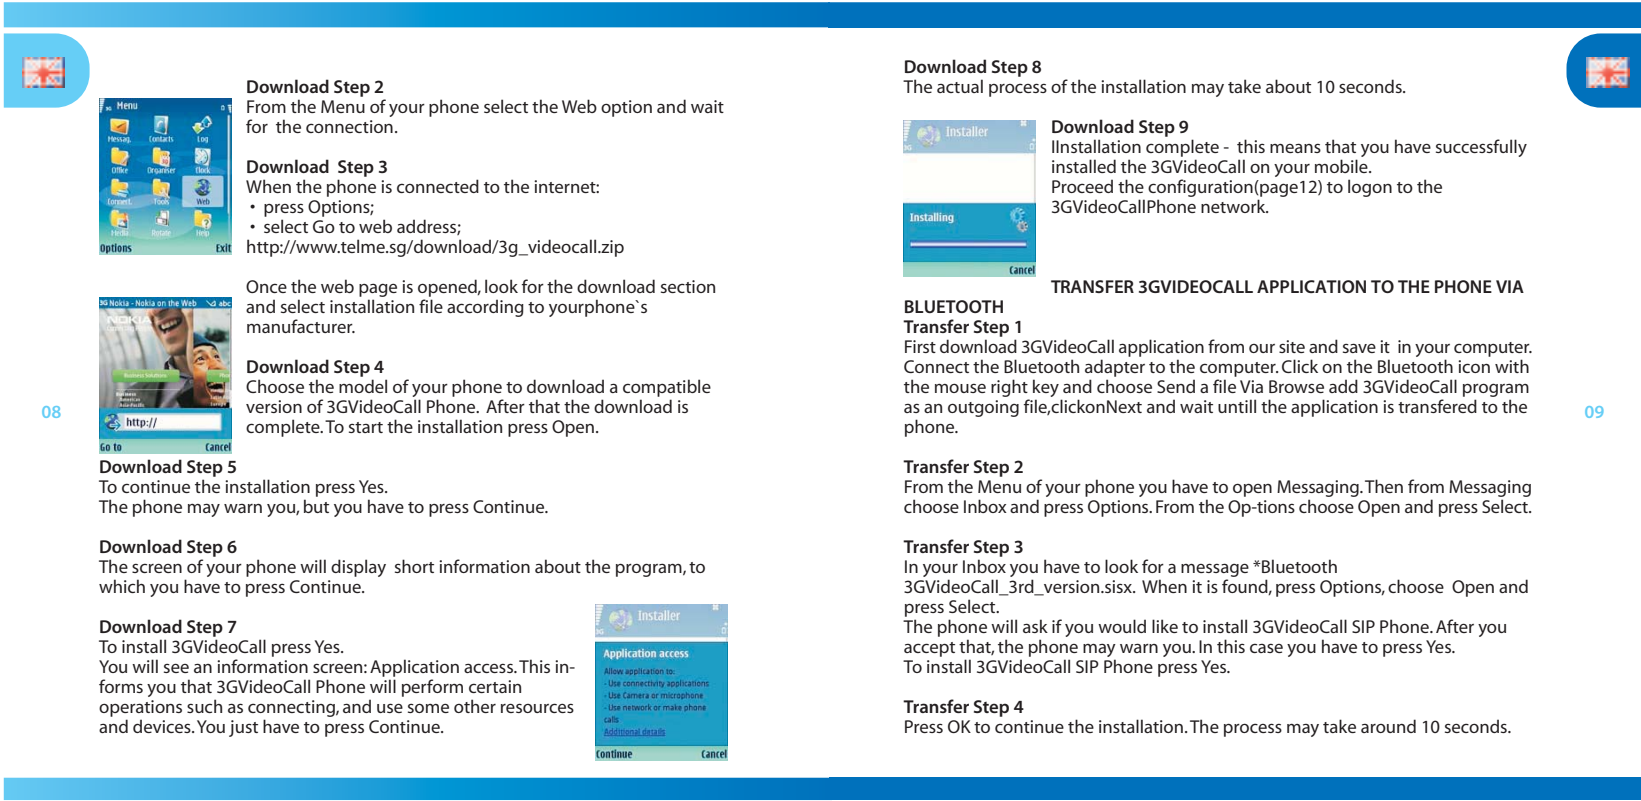 Download Step 2
From the Menu of your phone select the Web option and wait
for the connection.
Download Step 3
When the phone is connected to the internet:
• press Options;
• select Go to web address;
http://www.telme.sg/download/3g_videocall.zip
Menu
Messag.
Contacts
Log
Office
Organiser
Clock
Connect.
Tools
Web
Media
Rotate
Help
Options
Exit
Once the web page is opened, look for the download section
and select installation file according to yourphone`s
manufacturer.
3G Nokia - Nokia on the Web abc
NOKIA
Business Solutions
http://
Go to
Cancel
Download Step 4
Choose the model of your phone to download a compatible
version of 3GVideoCall Phone. After that the download is
complete. To start the installation press Open.
08
Download Step 5
To continue the installation press Yes.
The phone may warn you, but you have to press Continue.
Download Step 6
The screen of your phone will display short information about the program, to
which you have to press Continue.
Download Step 7
To install 3GVideoCall press Yes.
You will see an information screen: Application access. This in-
forms you that 3GVideoCall Phone will perform certain
operations such as connecting, and use some other resources
and devices. You just have to press Continue.
Installer
3G
Application access
Allow application to:
- Use connectivity applications
- Use Camera or microphone
- Use network or make phone
calls
Additional details
Continue
Cancel
Download Step 8
The actual process of the installation may take about 10 seconds.
Installer
3G
Installing
Cancel
Download Step 9
IInstallation complete - this means that you have successfully
installed the 3GVideoCall on your mobile.
Proceed the configuration(page12) to logon to the
3GVideoCallPhone network.
TRANSFER 3GVIDEOCALL APPLICATION TO THE PHONE VIA
BLUETOOTH
Transfer Step 1
First download 3GVideoCall application from our site and save it in your computer.
Connect the Bluetooth adapter to the computer. Click on the Bluetooth icon with
the mouse right key and choose Send a file Via Browse add 3GVideoCall program
as an outgoing file,clickonNext and wait untill the application is transfered to the
phone.
09
Transfer Step 2
From the Menu of your phone you have to open Messaging. Then from Messaging
choose Inbox and press Options. From the Op-tions choose Open and press Select.
Transfer Step 3
In your Inbox you have to look for a message *Bluetooth
3GVideoCall_3rd_version.sisx. When it is found, press Options, choose Open and
press Select.
The phone will ask if you would like to install 3GVideoCall SIP Phone. After you
accept that, the phone may warn you. In this case you have to press Yes.
To install 3GVideoCall SIP Phone press Yes.
Transfer Step 4
Press OK to continue the installation. The process may take around 10 seconds.